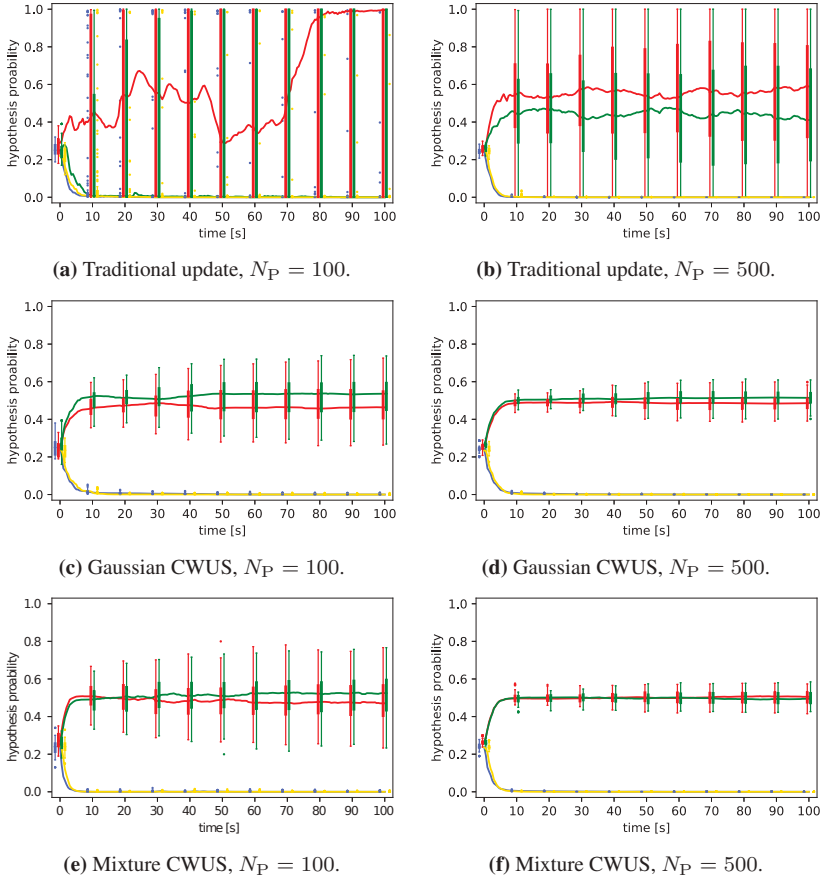 1.0
0.8
0.6
0.4
0.2
0.0
hypothesis proability
0 10 20 30 40 50 60 70 80 90 100
time [s]
(a) Traditional update, N_P = 100.
1.0
0.8
0.6
0.4
0.2
0.0
hypothesis proability
0 10 20 30 40 50 60 70 80 90 100
time [s]
(b) Traditional update, N_P = 500.
1.0
0.8
0.6
0.4
0.2
0.0
hypothesis proability
0 10 20 30 40 50 60 70 80 90 100
time [s]
(c) Gaussian CWUS, N_P = 100.
1.0
0.8
0.6
0.4
0.2
0.0
hypothesis proability
0 10 20 30 40 50 60 70 80 90 100
time [s]
(d) Gaussian CWUS, N_P = 500.
1.0
0.8
0.6
0.4
0.2
0.0
hypothesis proability
0 10 20 30 40 50 60 70 80 90 100
time [s]
(e) Mixture CWUS, N_P = 100.
1.0
0.8
0.6
0.4
0.2
0.0
hypothesis proability
0 10 20 30 40 50 60 70 80 90 100
time [s]
(f) Mixture CWUS, N_P = 500.